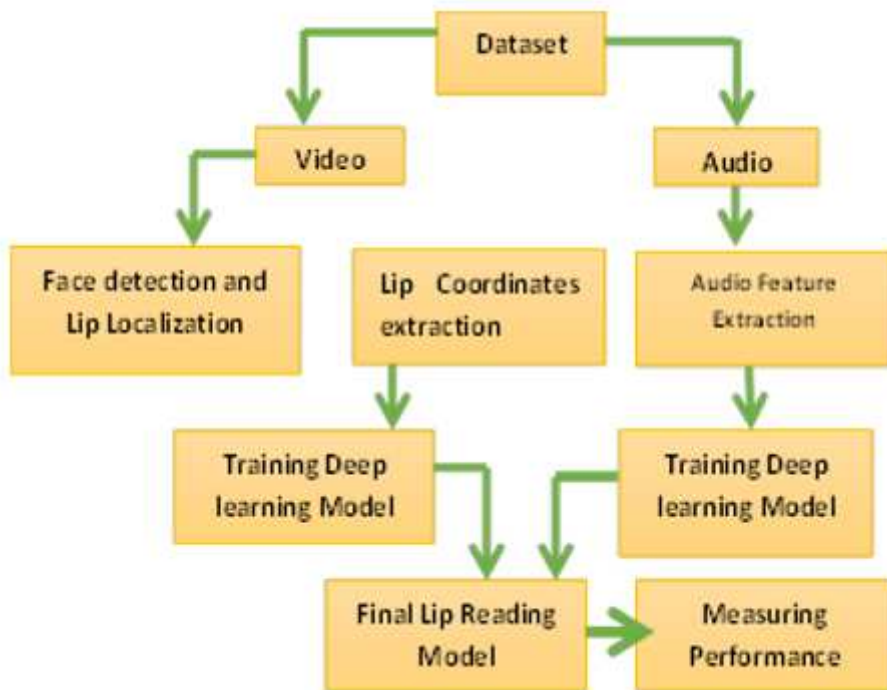 Dataset
Video
Audio
Face detection and
Lip Localization
Lip Coordinates
extraction
Audio Feature
Extraction
Training Deep
learning Model
Training Deep
learning Model
Final Lip Reading
Model
Measuring
Performance